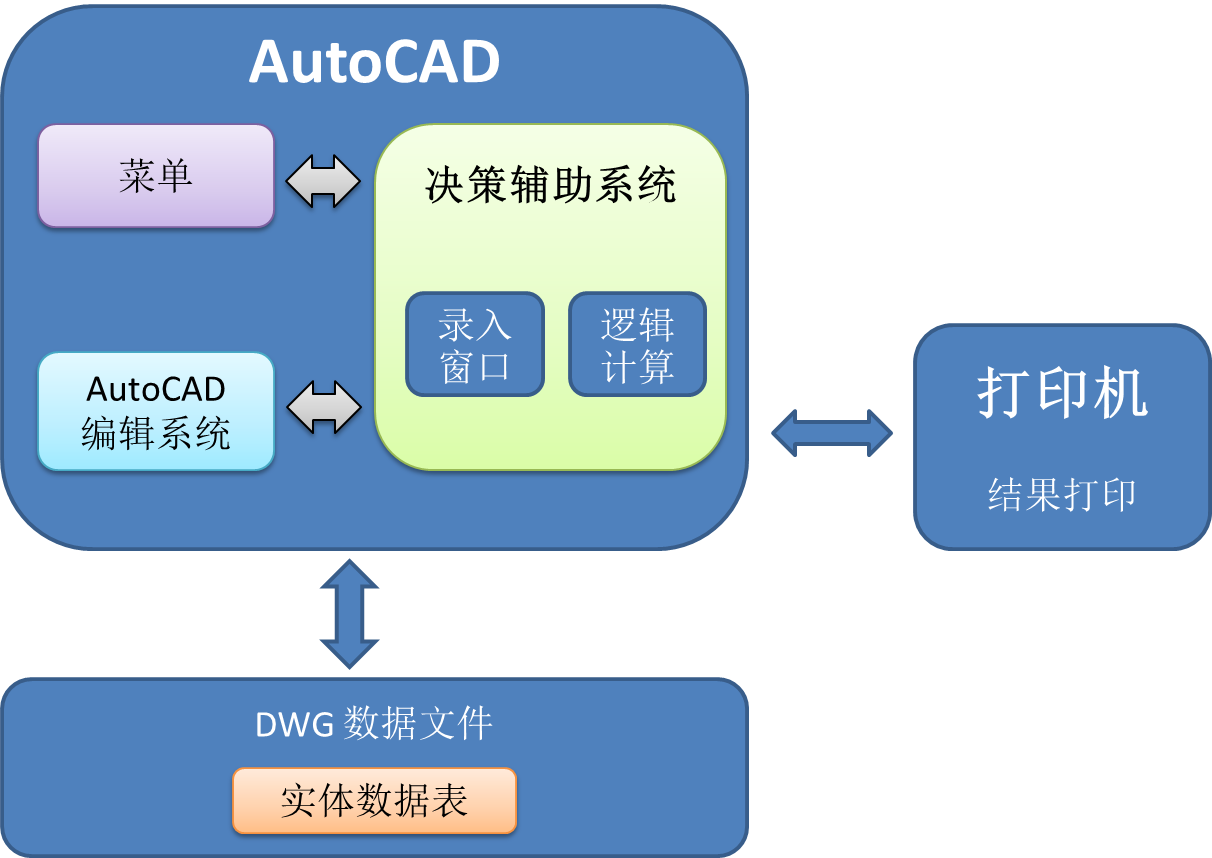 AutoCAD
菜单
决策辅助系统
录入
窗口
逻辑
计算
AutoCAD
编辑系统
打印机
结果打印
DWG 数据文件
实体数据表